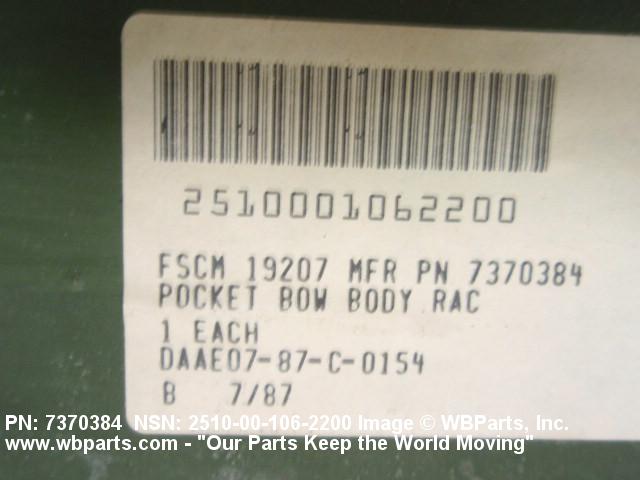 2510001062200
FSCM 19207 MFR PN 7370384
POCKET BOW BODY RAC
1 EACH
DAAE07-87-C-0154
B 7/87
PN: 7370384 NSN: 2510-00-106-2200 Image © WBParts, Inc.
www.wbparts.com - "Our Parts Keep the World Moving"